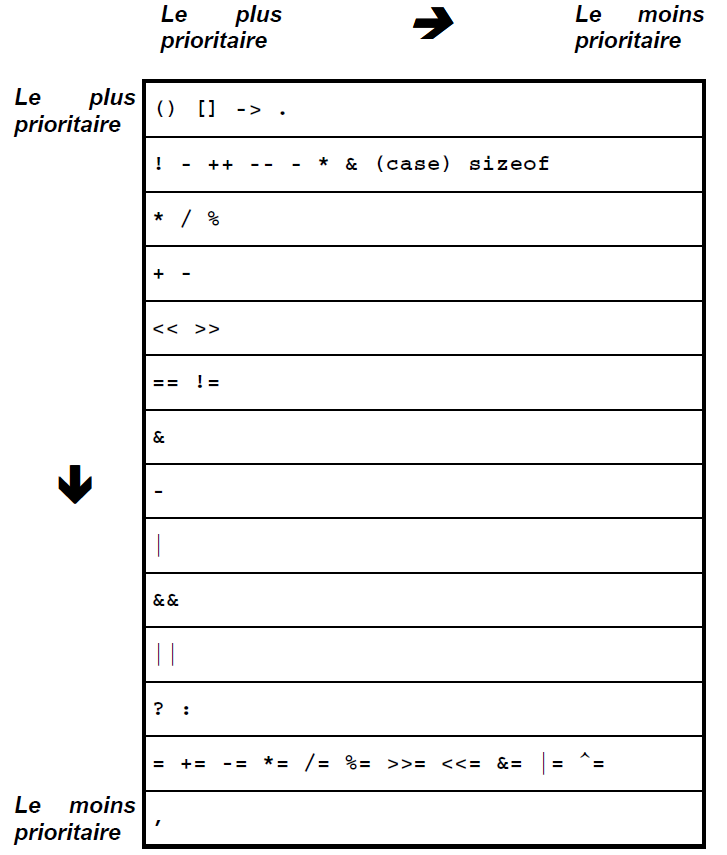 Le plus
prioritaire
➔
Le moins
prioritaire
Le plus
prioritaire
() [] -> .
! - ++ -- - * & (case) sizeof
* / %
+ -
<< >>
== !=
&
-
|
&&
||
? :
= += -= *= /= %= >>= <<= &= |= ^=
Le moins
prioritaire
,